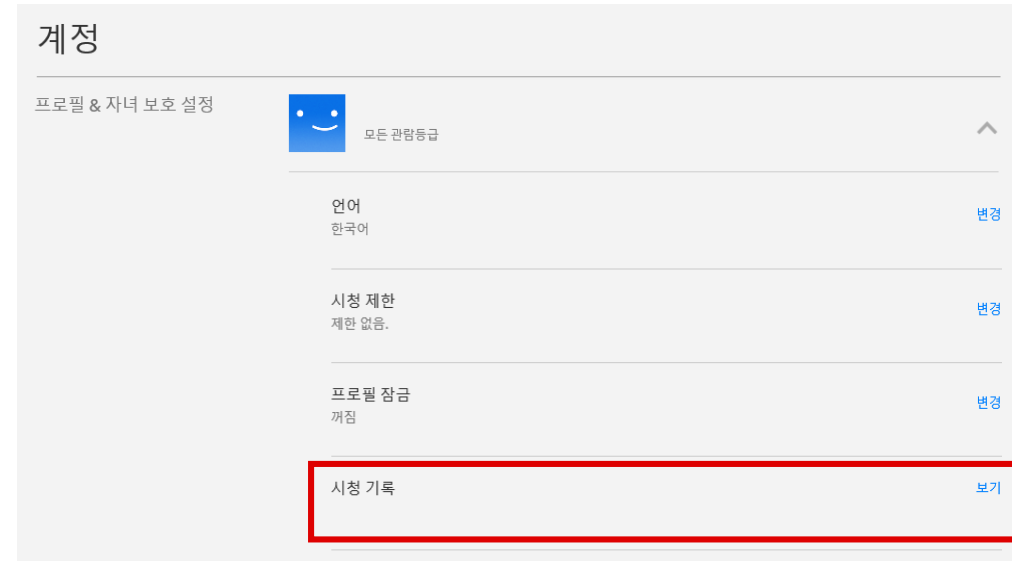 계정
프로필 & 자녀 보호 설정
모든 관람등급
언어
한국어
변경
시청 제한
제한 없음.
변경
프로필 잠금
꺼짐
변경
시청 기록
보기